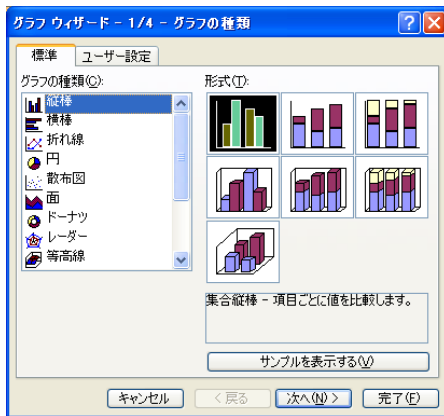 グラフ ウィザード - 1/4 - グラフの種類
標準 ユーザー設定
グラフの種類(C):
縦棒
横棒
折れ線
円
散布図
面
ドーナツ
レーダー
等高線
形式(T):
集合縦棒 - 項目ごとに値を比較します。
サンプルを表示する(V)
キャンセル < 戻る 次へ(N) > 完了(F)